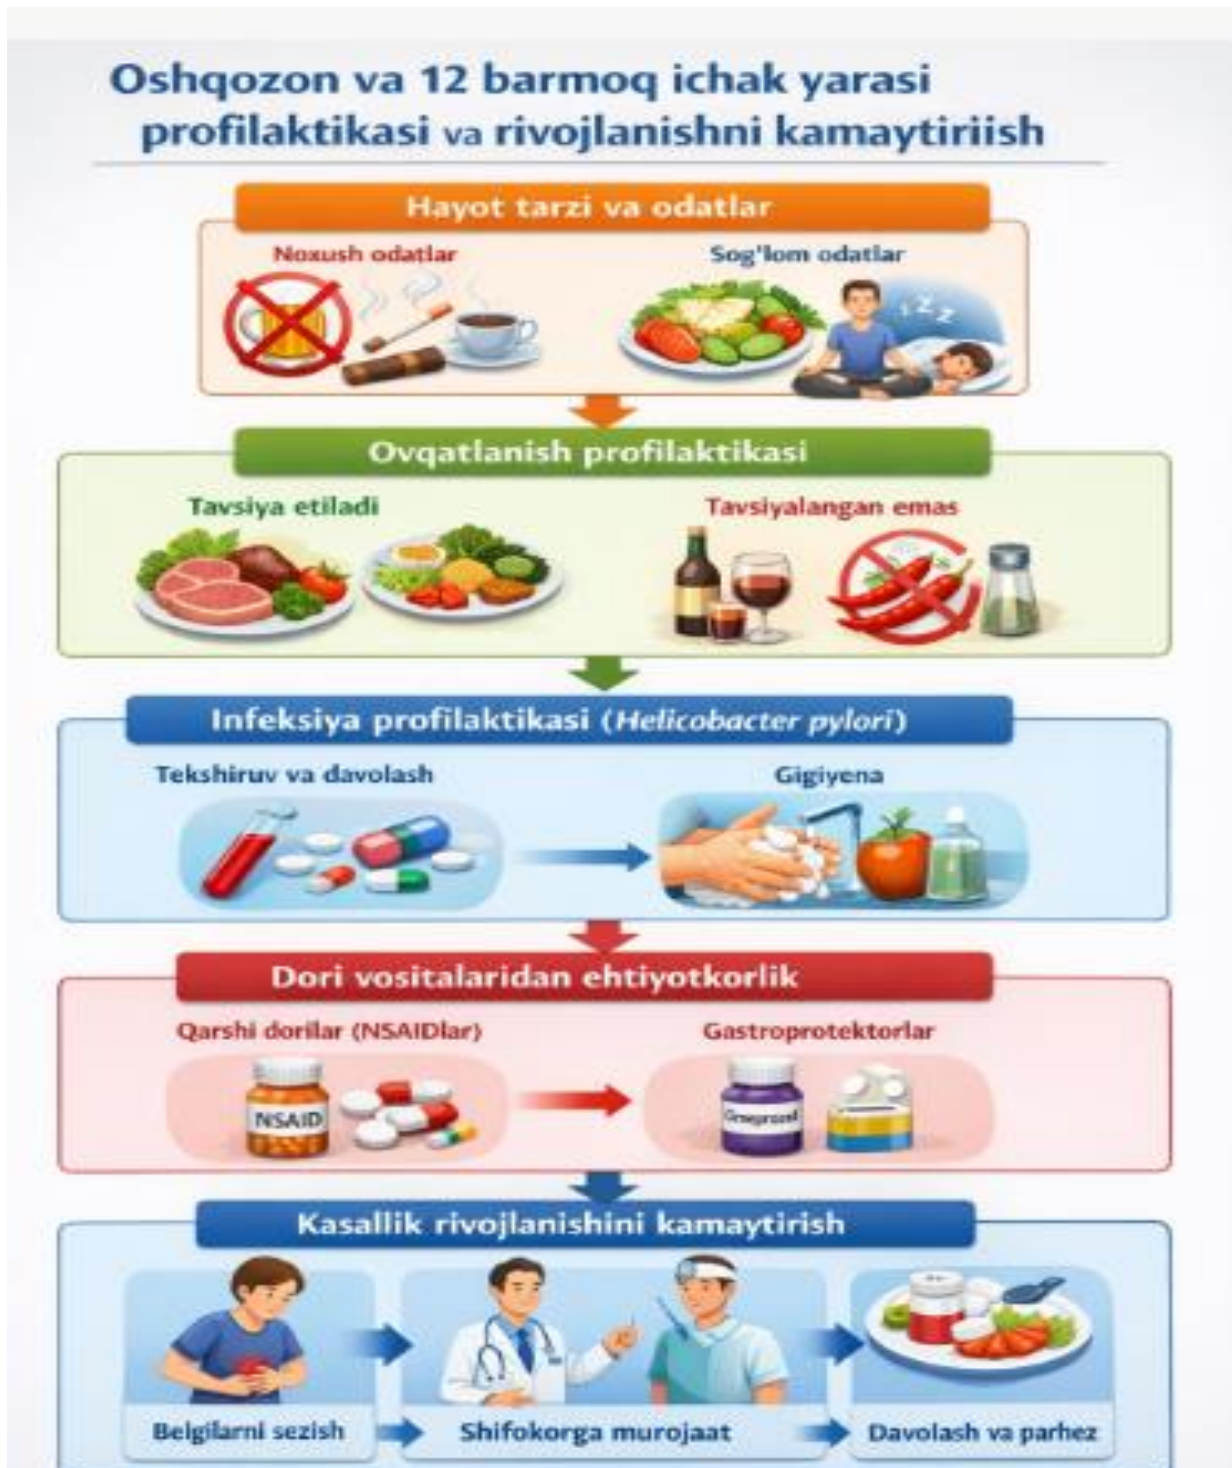 Oshqozon va 12 barmoq ichak yarasi
profilaktikasi va rivojlanishni kamaytiriish
Hayot tarzi va odatlar
Noxush odatlar
Sog'lom odatlar
zzz
Ovqatlanish profilaktikasi
Tavsiya etiladi
Tavsiyalangan emas
Infeksiya profilaktikasi (Helicobacter pylori)
Tekshiruv va davolash
Gigiyena
Dori vositalaridan ehtiyotkorlik
Qarshi dorilar (NSAIDlar)
Gastroprotektorlar
NSAID
Kasallik rivojlanishini kamaytirish
Belgilarni sezish
Shifokorga murojaat
Davolash va parhez